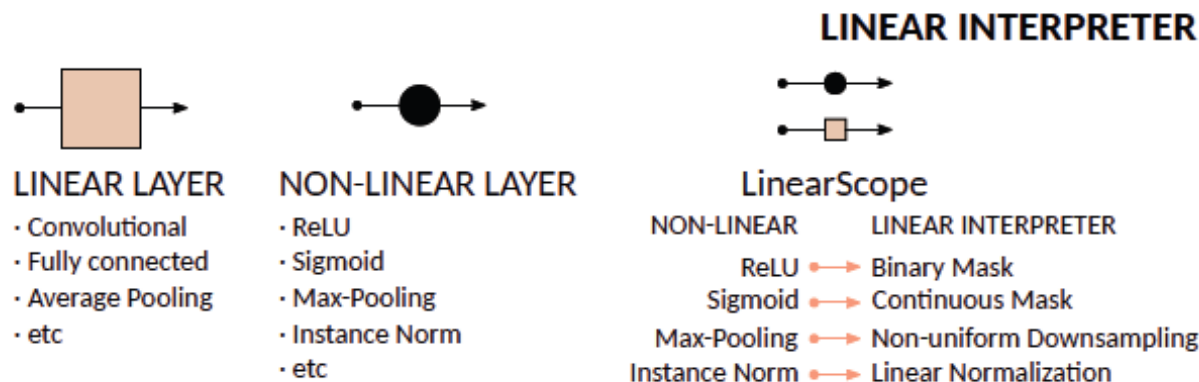 LINEAR INTERPRETER
LINEAR LAYER
· Convolutional
· Fully connected
· Average Pooling
· etc
NON-LINEAR LAYER
· ReLU
· Sigmoid
· Max-Pooling
· Instance Norm
· etc
LinearScope
NON-LINEAR LINEAR INTERPRETER
ReLU Binary Mask
Sigmoid Continuous Mask
Max-Pooling Non-uniform Downsampling
Instance Norm Linear Normalization